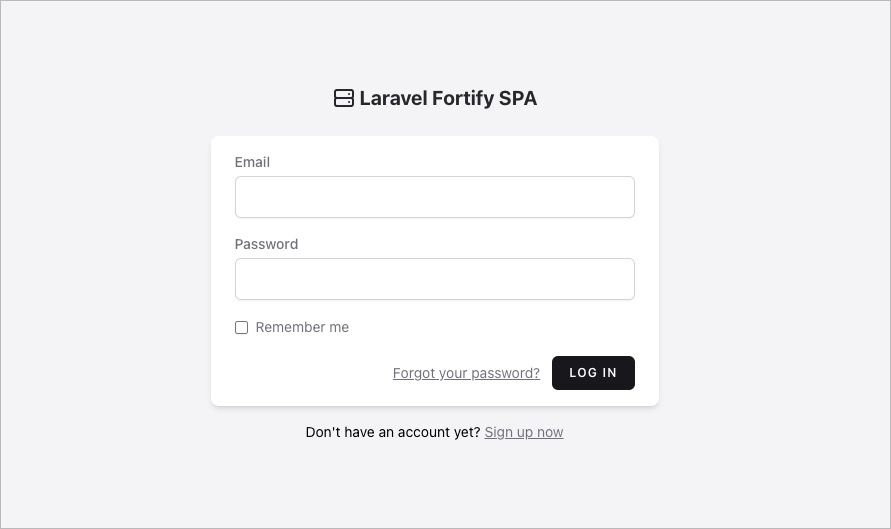 Laravel Fortify SPA
Email
Password
Remember me
Forgot your password? LOG IN
Don't have an account yet? Sign up now